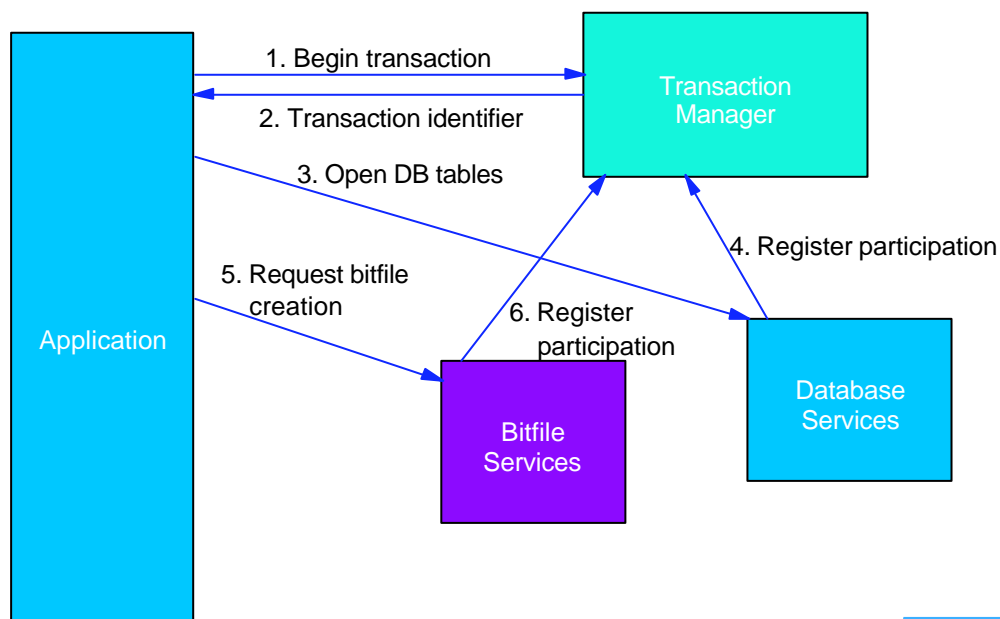 1. Begin transaction
Transaction
Manager
2. Transaction identifier
3. Open DB tables
4. Register participation
5. Request bitfile
creation
6. Register
participation
Application
Database
Services
Bitfile
Services